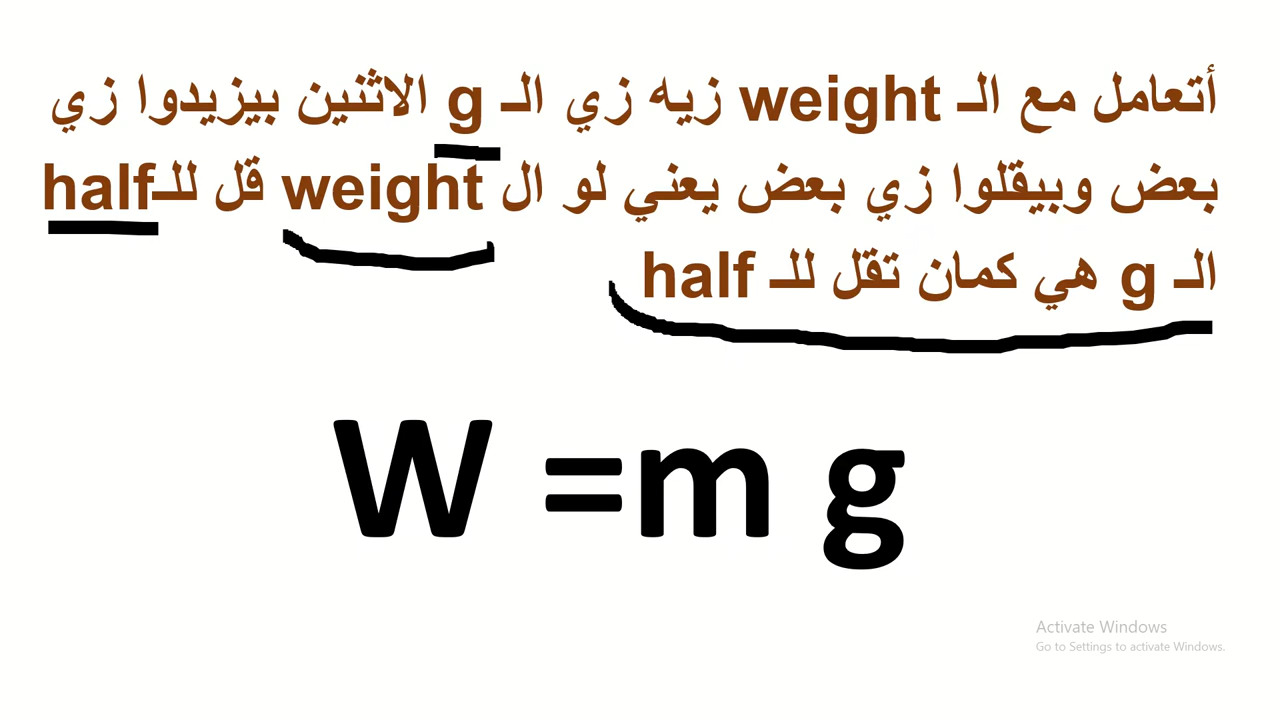 أتعامل مع الـ weight زيه زي الـ g الاثنين بيزيدوا زي
بعض وبيقلوا زي بعض يعني لو ال weight قل للـhalf
الـ g هي كمان تقل للـ half
W =m g
Activate Windows
Go to Settings to activate Windows.